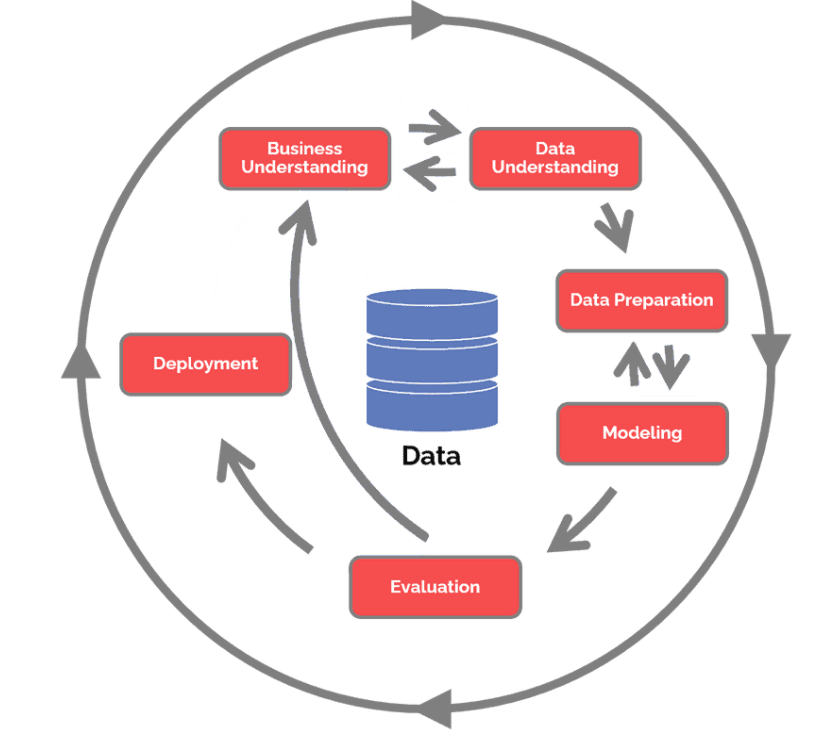 Business
Understanding
Data
Understanding
Data Preparation
Deployment
Modeling
Data
Evaluation